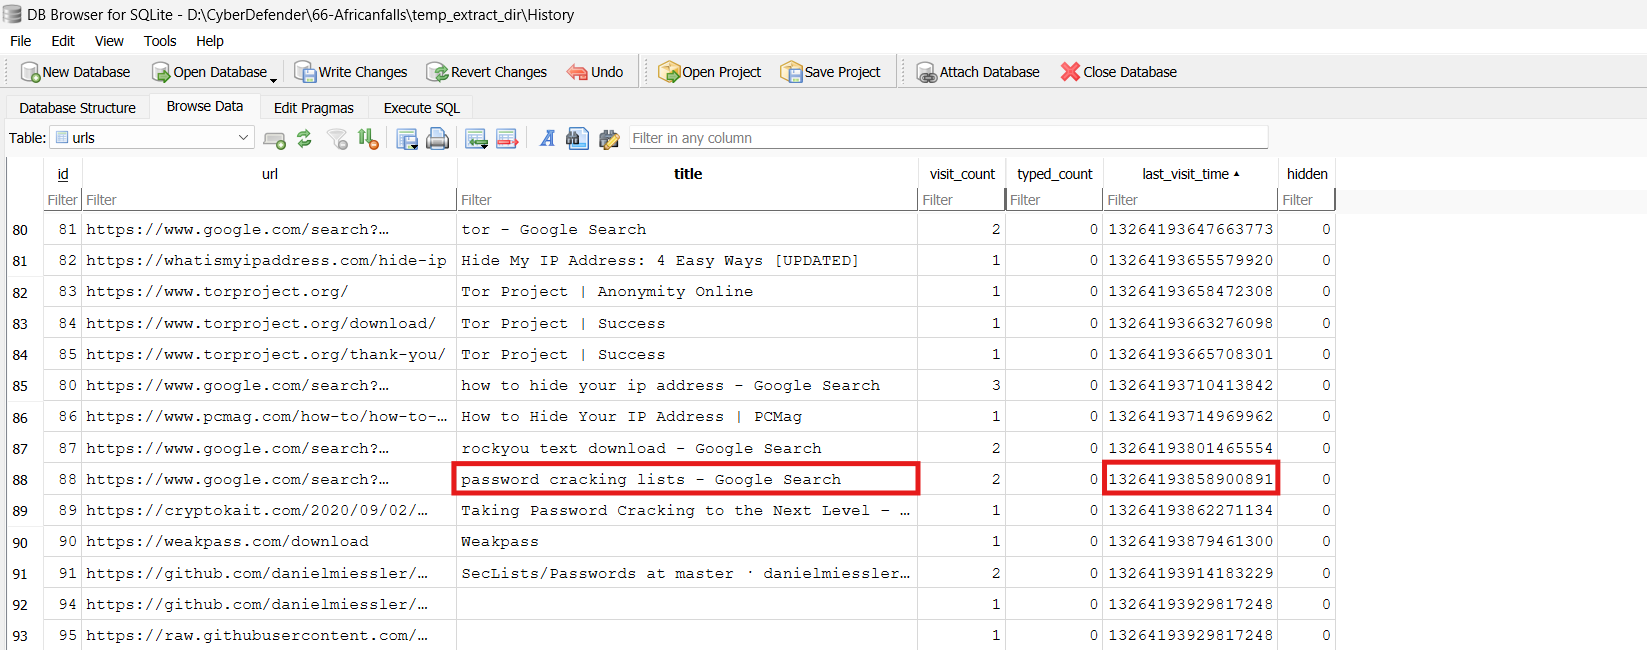 DB Browser for SQLite - D:\CyberDefender\66-Africanfalls\temp_extract_dir\History
File Edit View Tools Help
New Database Open Database Write Changes Revert Changes Undo Open Project Save Project Attach Database Close Database
Database Structure Browse Data Edit Pragmas Execute SQL
Table: urls Filter in any column
id url title visit_count typed_count last_visit_time hidden
Filter Filter Filter Filter Filter Filter Filter
80 81 https://www.google.com/search?… tor - Google Search 2 0 13264193647663773 0
81 82 https://whatismyipaddress.com/hide-ip Hide My IP Address: 4 Easy Ways [UPDATED] 1 0 13264193655579920 0
82 83 https://www.torproject.org/ Tor Project | Anonymity Online 1 0 13264193658472308 0
83 84 https://www.torproject.org/download/ Tor Project | Success 1 0 13264193663276098 0
84 85 https://www.torproject.org/thank-you/ Tor Project | Success 1 0 13264193665708301 0
85 80 https://www.google.com/search?… how to hide your ip address - Google Search 3 0 13264193710413842 0
86 86 https://www.pcmag.com/how-to/how-to-… How to Hide Your IP Address | PCMag 1 0 13264193714969962 0
87 87 https://www.google.com/search?… rockyou text download - Google Search 2 0 13264193801465554 0
88 88 https://www.google.com/search?… password cracking lists - Google Search 2 0 13264193858900891 0
89 89 https://cryptokait.com/2020/09/02/… Taking Password Cracking to the Next Level – … 1 0 13264193862271134 0
90 90 https://weakpass.com/download Weakpass 1 0 13264193879461300 0
91 91 https://github.com/danielmiessler/… SecLists/Passwords at master · danielmiessler… 2 0 13264193914183229 0
92 94 https://github.com/danielmiessler/… 1 0 13264193929817248 0
93 95 https://raw.githubusercontent.com/… 1 0 13264193929817248 0